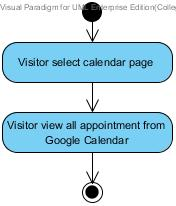 Visual Paradigm for UML Enterprise Edition(Colle
Visitor select calendar page
Visitor view all appointment from
Google Calendar